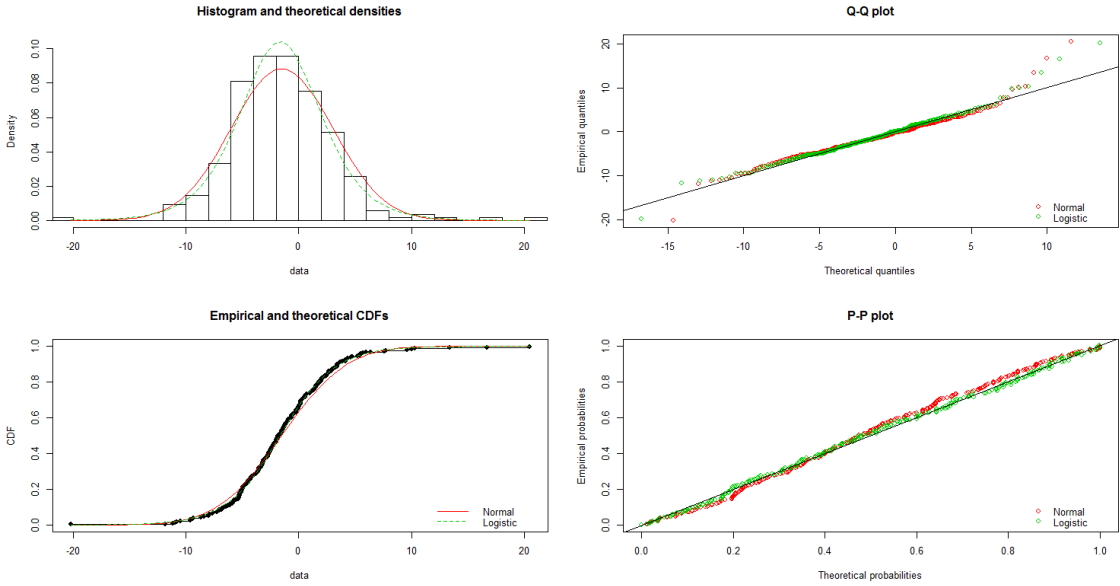 Histogram and theoretical densities
Density
0.00 0.02 0.04 0.06 0.08 0.10
-20 -10 0 10 20
data
Q-Q plot
Empirical quantiles
-20 -10 0 10 20
-15 -10 -5 0 5 10
Theoretical quantiles
Normal
Logistic
Empirical and theoretical CDFs
CDF
0.0 0.2 0.4 0.6 0.8 1.0
-20 -10 0 10 20
data
Normal
Logistic
P-P plot
Empirical probabilities
0.0 0.2 0.4 0.6 0.8 1.0
0.0 0.2 0.4 0.6 0.8 1.0
Theoretical probabilities
Normal
Logistic